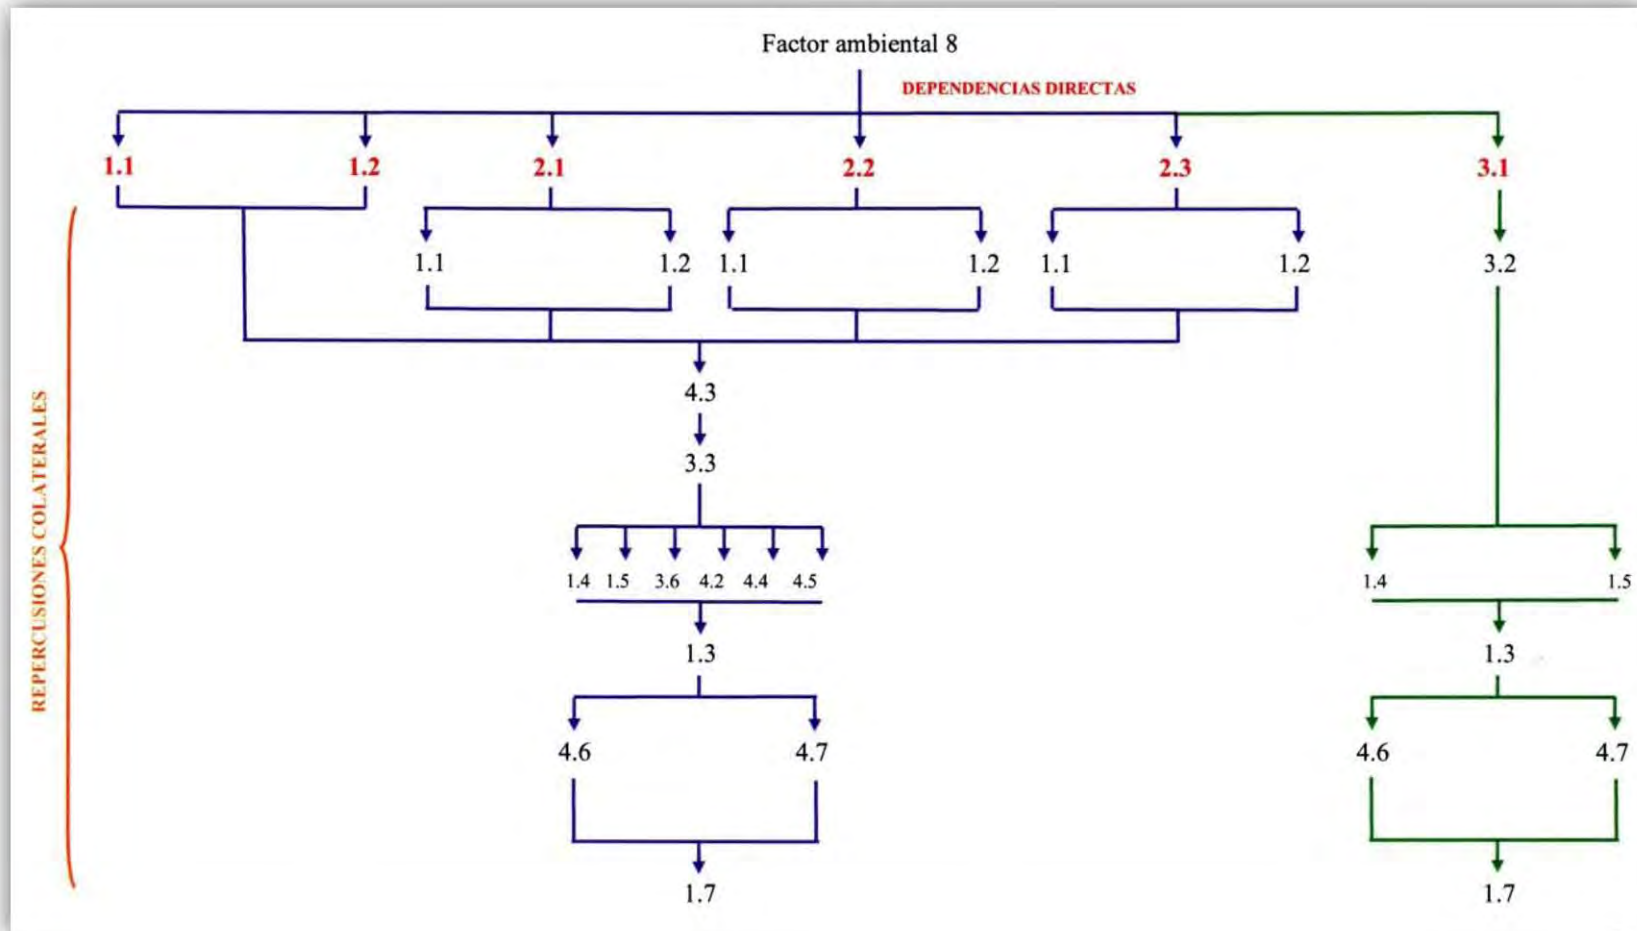 Factor ambiental 8
DEPENDENCIAS DIRECTAS
1.1 1.2 2.1 2.2 2.3 3.1
1.1 1.2 1.1 1.2 1.1 1.2 3.2
4.3
3.3
1.4 1.5 3.6 4.2 4.4 4.5 1.4 1.5
1.3 1.3
4.6 4.7 4.6 4.7
1.7 1.7
REPERCUSIONES COLATERALES